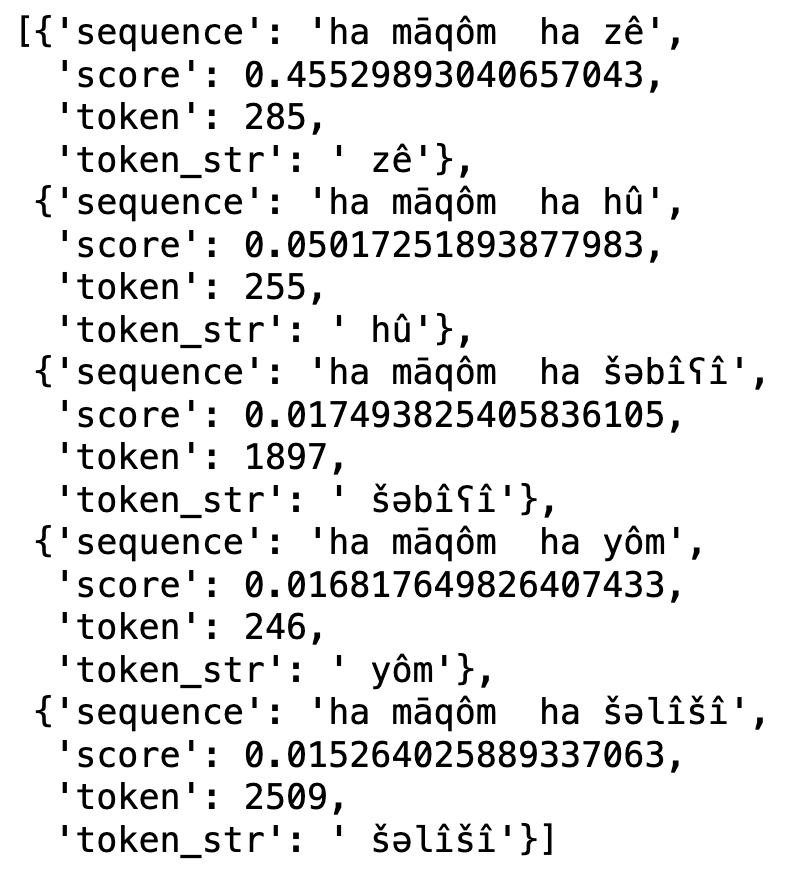 [{'sequence': 'ha māqôm  ha zê',
'score': 0.45529893040657043,
'token': 285,
'token_str': ' zê'},
{'sequence': 'ha māqôm  ha hû',
'score': 0.05017251893877983,
'token': 255,
'token_str': ' hû'},
{'sequence': 'ha māqôm  ha šəbîʕî',
'score': 0.017493825405836105,
'token': 1897,
'token_str': ' šəbîʕî'},
{'sequence': 'ha māqôm  ha yôm',
'score': 0.016817649826407433,
'token': 246,
'token_str': ' yôm'},
{'sequence': 'ha māqôm  ha šəlîšî',
'score': 0.015264025889337063,
'token': 2509,
'token_str': ' šəlîšî'}]